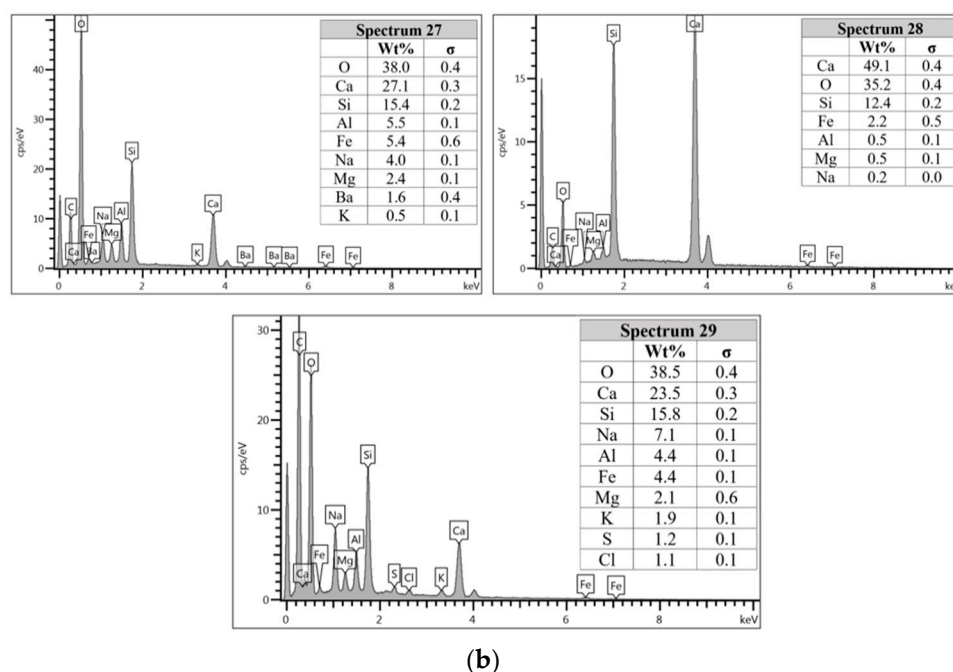 Spectrum 27
Wt% σ
O 38.0 0.4
Ca 27.1 0.3
Si 15.4 0.2
Al 5.5 0.1
Fe 5.4 0.6
Na 4.0 0.1
Mg 2.4 0.1
Ba 1.6 0.4
K 0.5 0.1
cps/eV
40
30
20
10
0
O
C
Ca
Fe
Ba
Na
Mg
Al
Si
K
Ca
Ba
Ba
Ba
Fe
Fe
0 2 4 6 8 keV
Spectrum 28
Wt% σ
Ca 49.1 0.4
O 35.2 0.4
Si 12.4 0.2
Fe 2.2 0.5
Al 0.5 0.1
Mg 0.5 0.1
Na 0.2 0.0
cps/eV
15
10
5
0
C
Ca
O
Fe
Na
Mg
Al
Si
Ca
Fe
Fe
0 2 4 6 8 keV
Spectrum 29
Wt% σ
O 38.5 0.4
Ca 23.5 0.3
Si 15.8 0.2
Na 7.1 0.1
Al 4.4 0.1
Fe 4.4 0.1
Mg 2.1 0.6
K 1.9 0.1
S 1.2 0.1
Cl 1.1 0.1
cps/eV
30
20
10
0
C
Ca
O
Fe
Na
Mg
Al
Si
S
Cl
K
Ca
Fe
Fe
0 2 4 6 8 keV
(b)